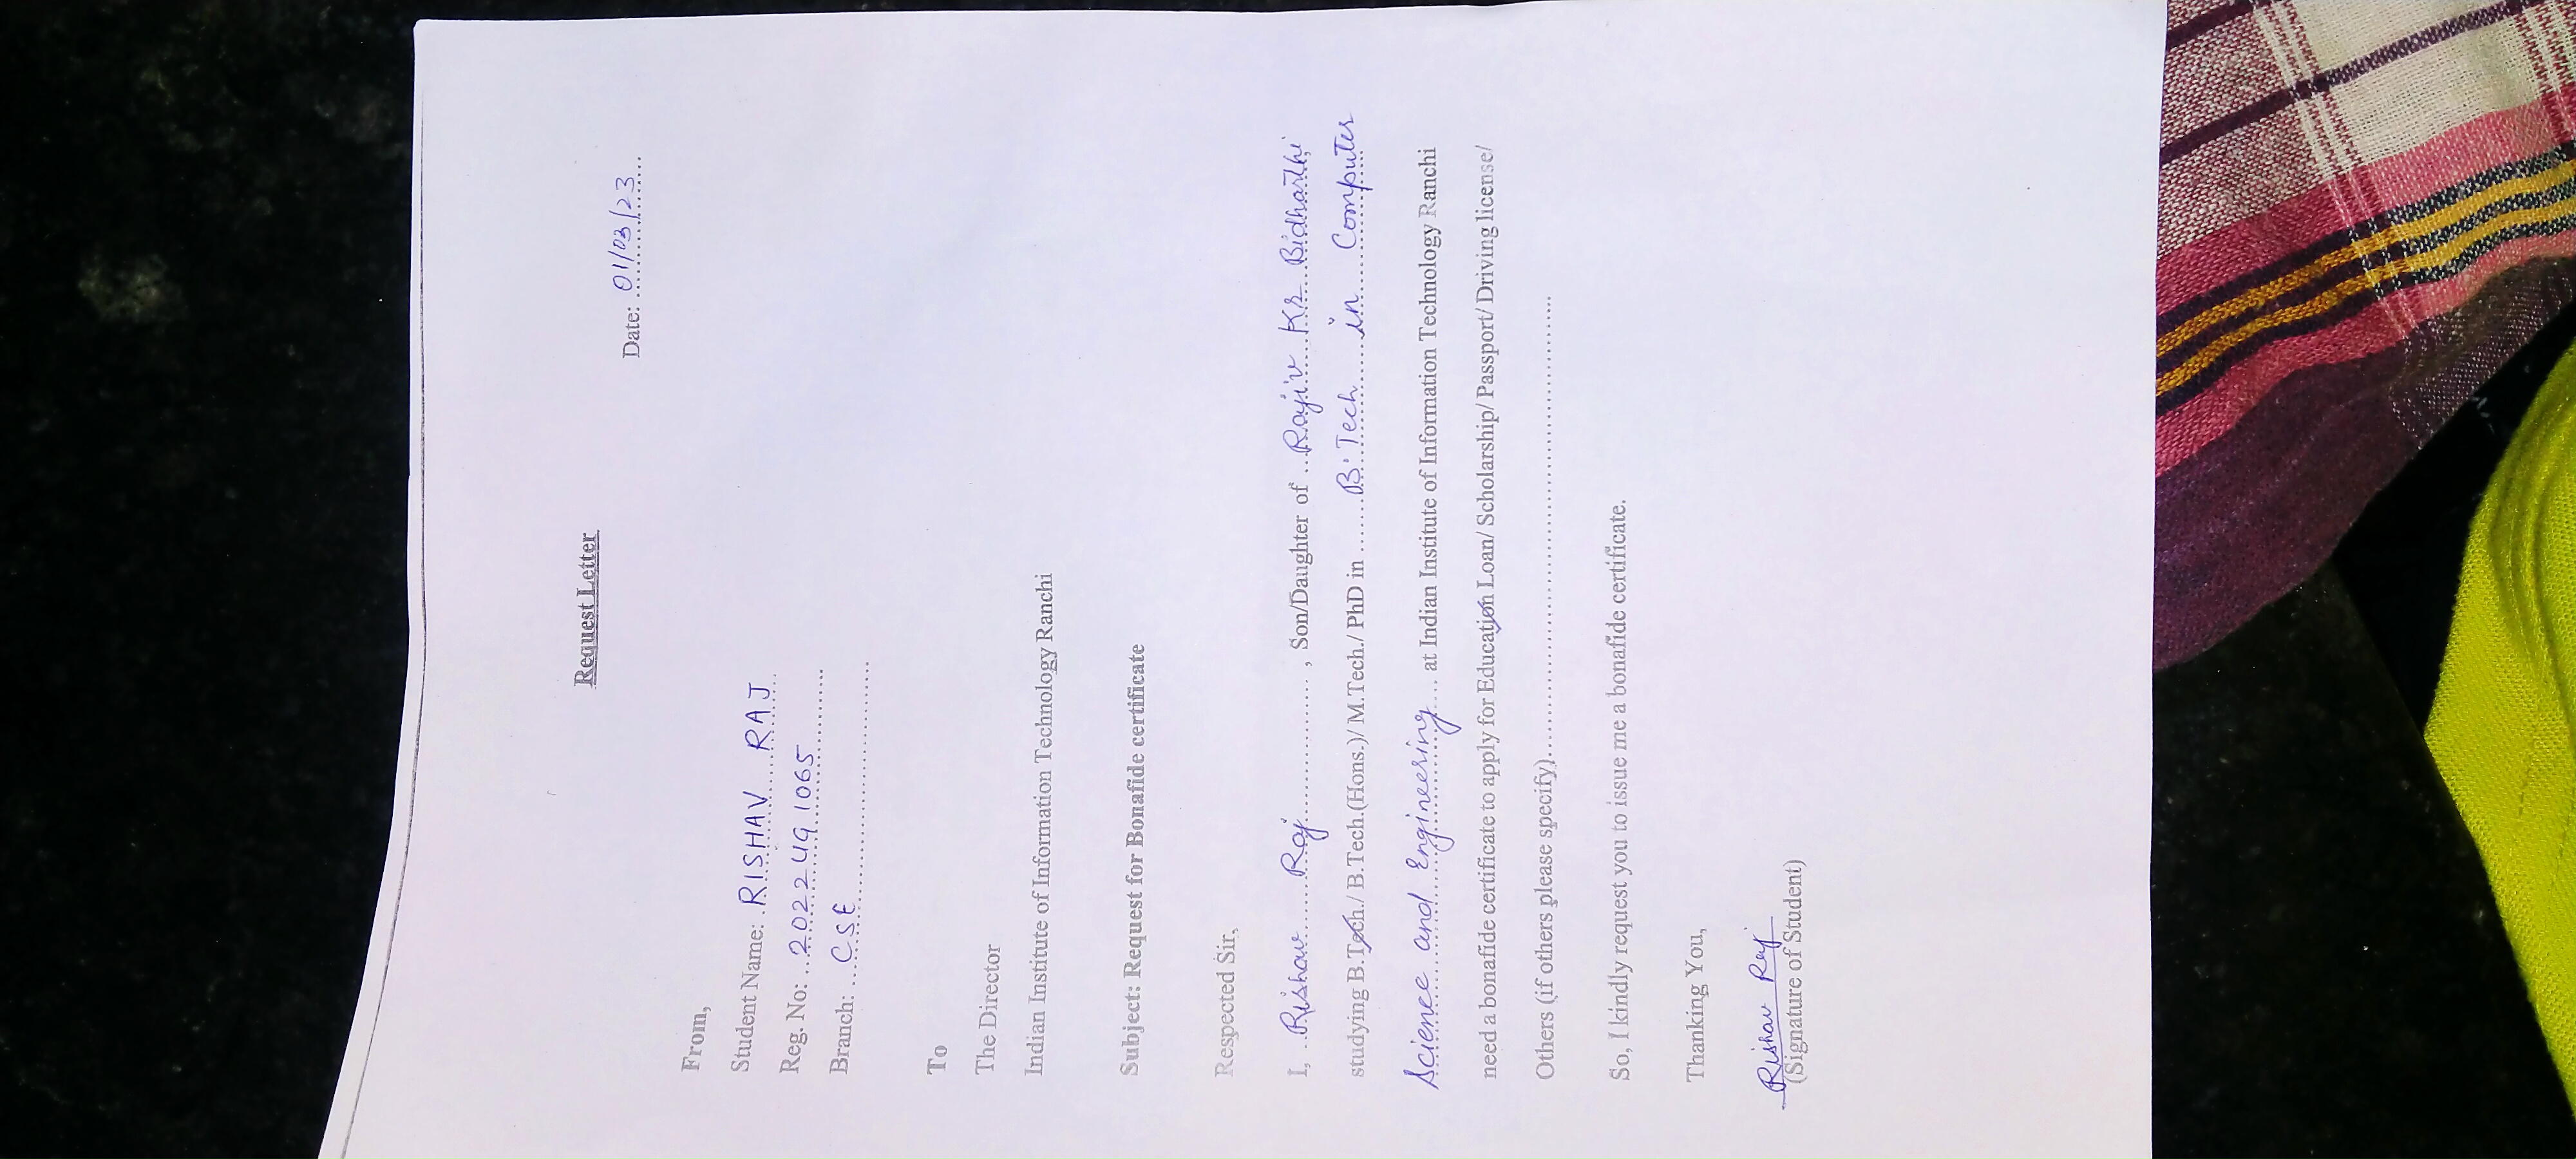 Request Letter
Date: 01/03/23
From,
Student Name: RISHAV RAJ
Reg. No: 2022UG1065
Branch: CSE
To
The Director
Indian Institute of Information Technology Ranchi
Subject: Request for Bonafide certificate
Respected Sir,
I, Rishav Raj , Son/Daughter of Rajiv Kr Bidharthi
studying B.Tech./ B.Tech.(Hons.)/ M.Tech./ PhD in B.Tech in Computer
Science and Engineering at Indian Institute of Information Technology Ranchi
need a bonafide certificate to apply for Education Loan/ Scholarship/ Passport/ Driving license/
Others (if others please specify)..........................................................
So, I kindly request you to issue me a bonafide certificate.
Thanking You,
Rishav Raj
(Signature of Student)